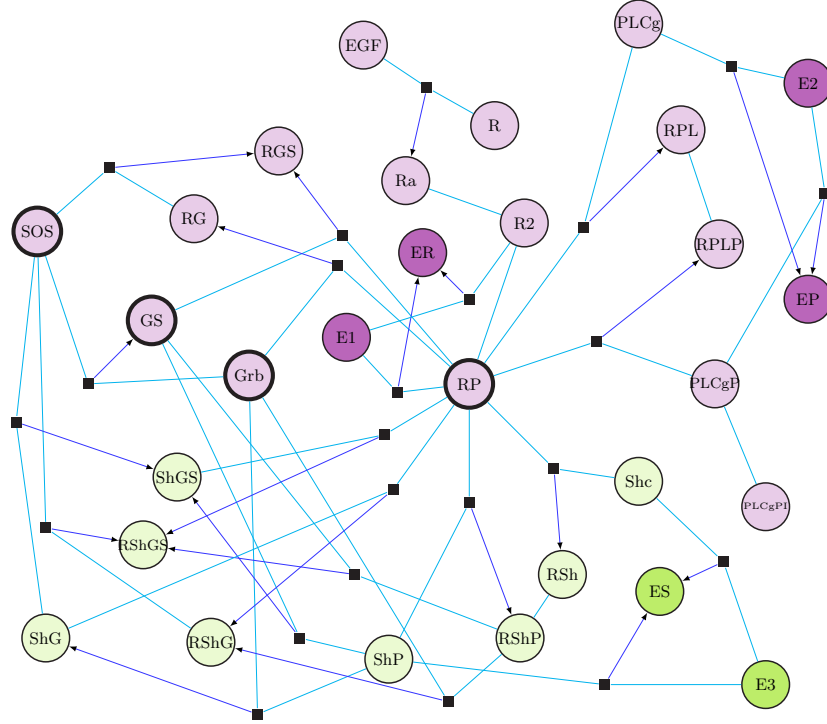 PLCg
EGF
E2
R
RPL
RGS
Ra
RG
R2
SOS
RPLP
ER
EP
GS
E1
Grb
RP
PLCgP
ShGS
Shc
PLCgPI
RShGS
RSh
ES
ShG
RShG
RShP
ShP
E3